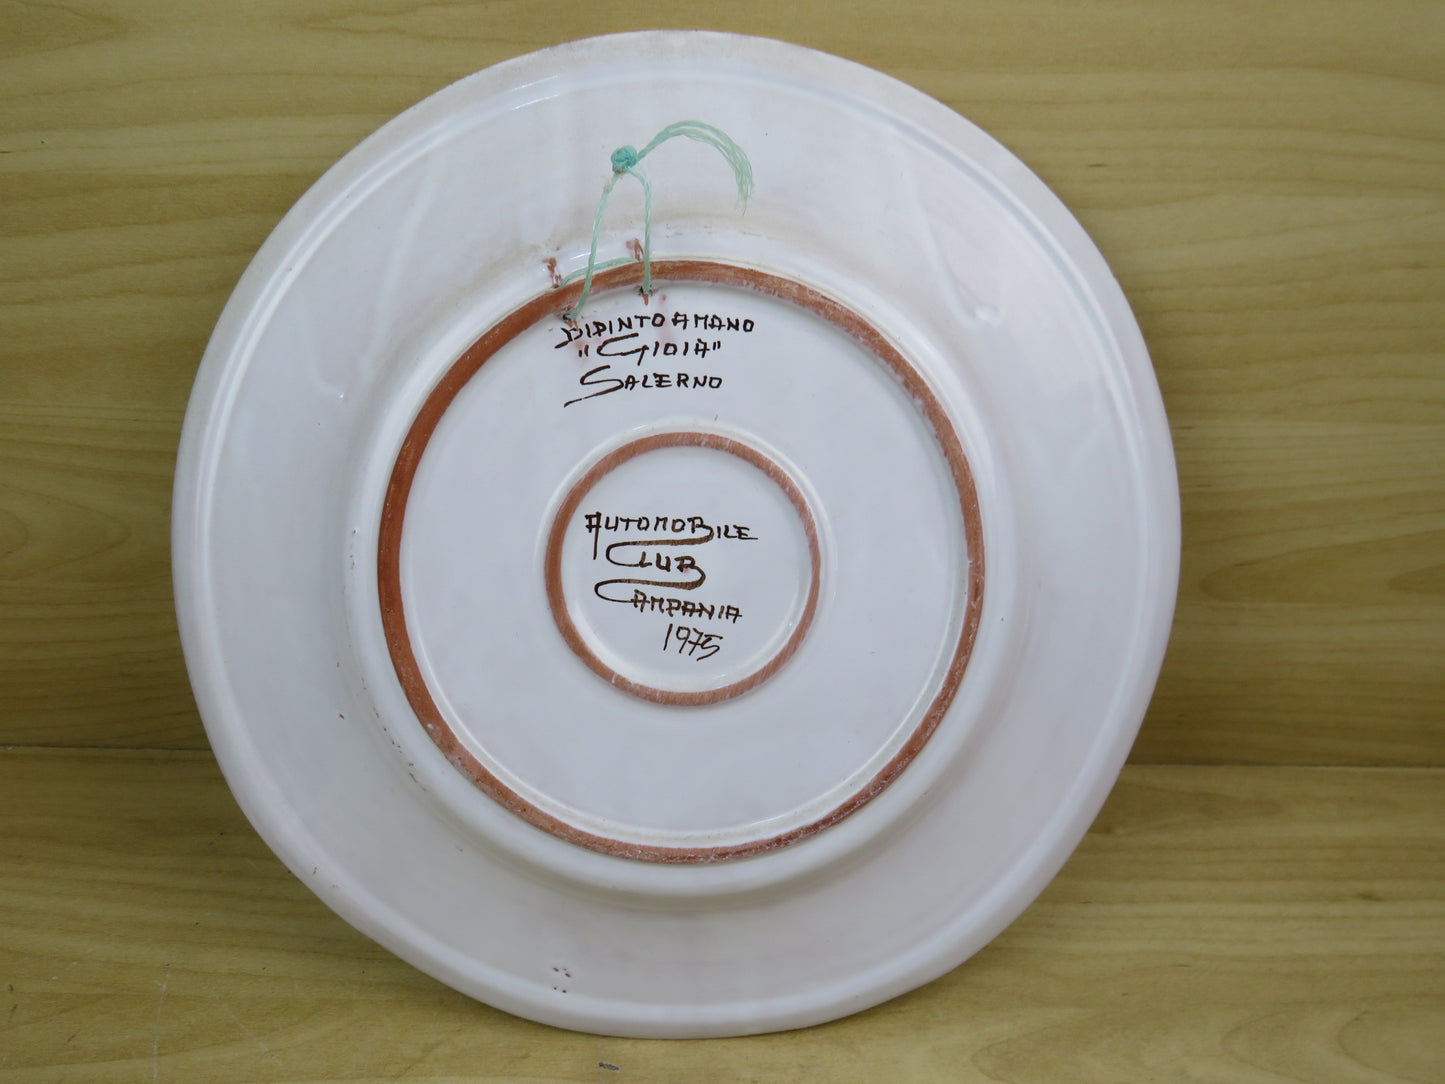 DIPINTO A MANO
"GIOIA"
SALERNO
AUTOMOBILE
CLUB
CAMPANIA
1975